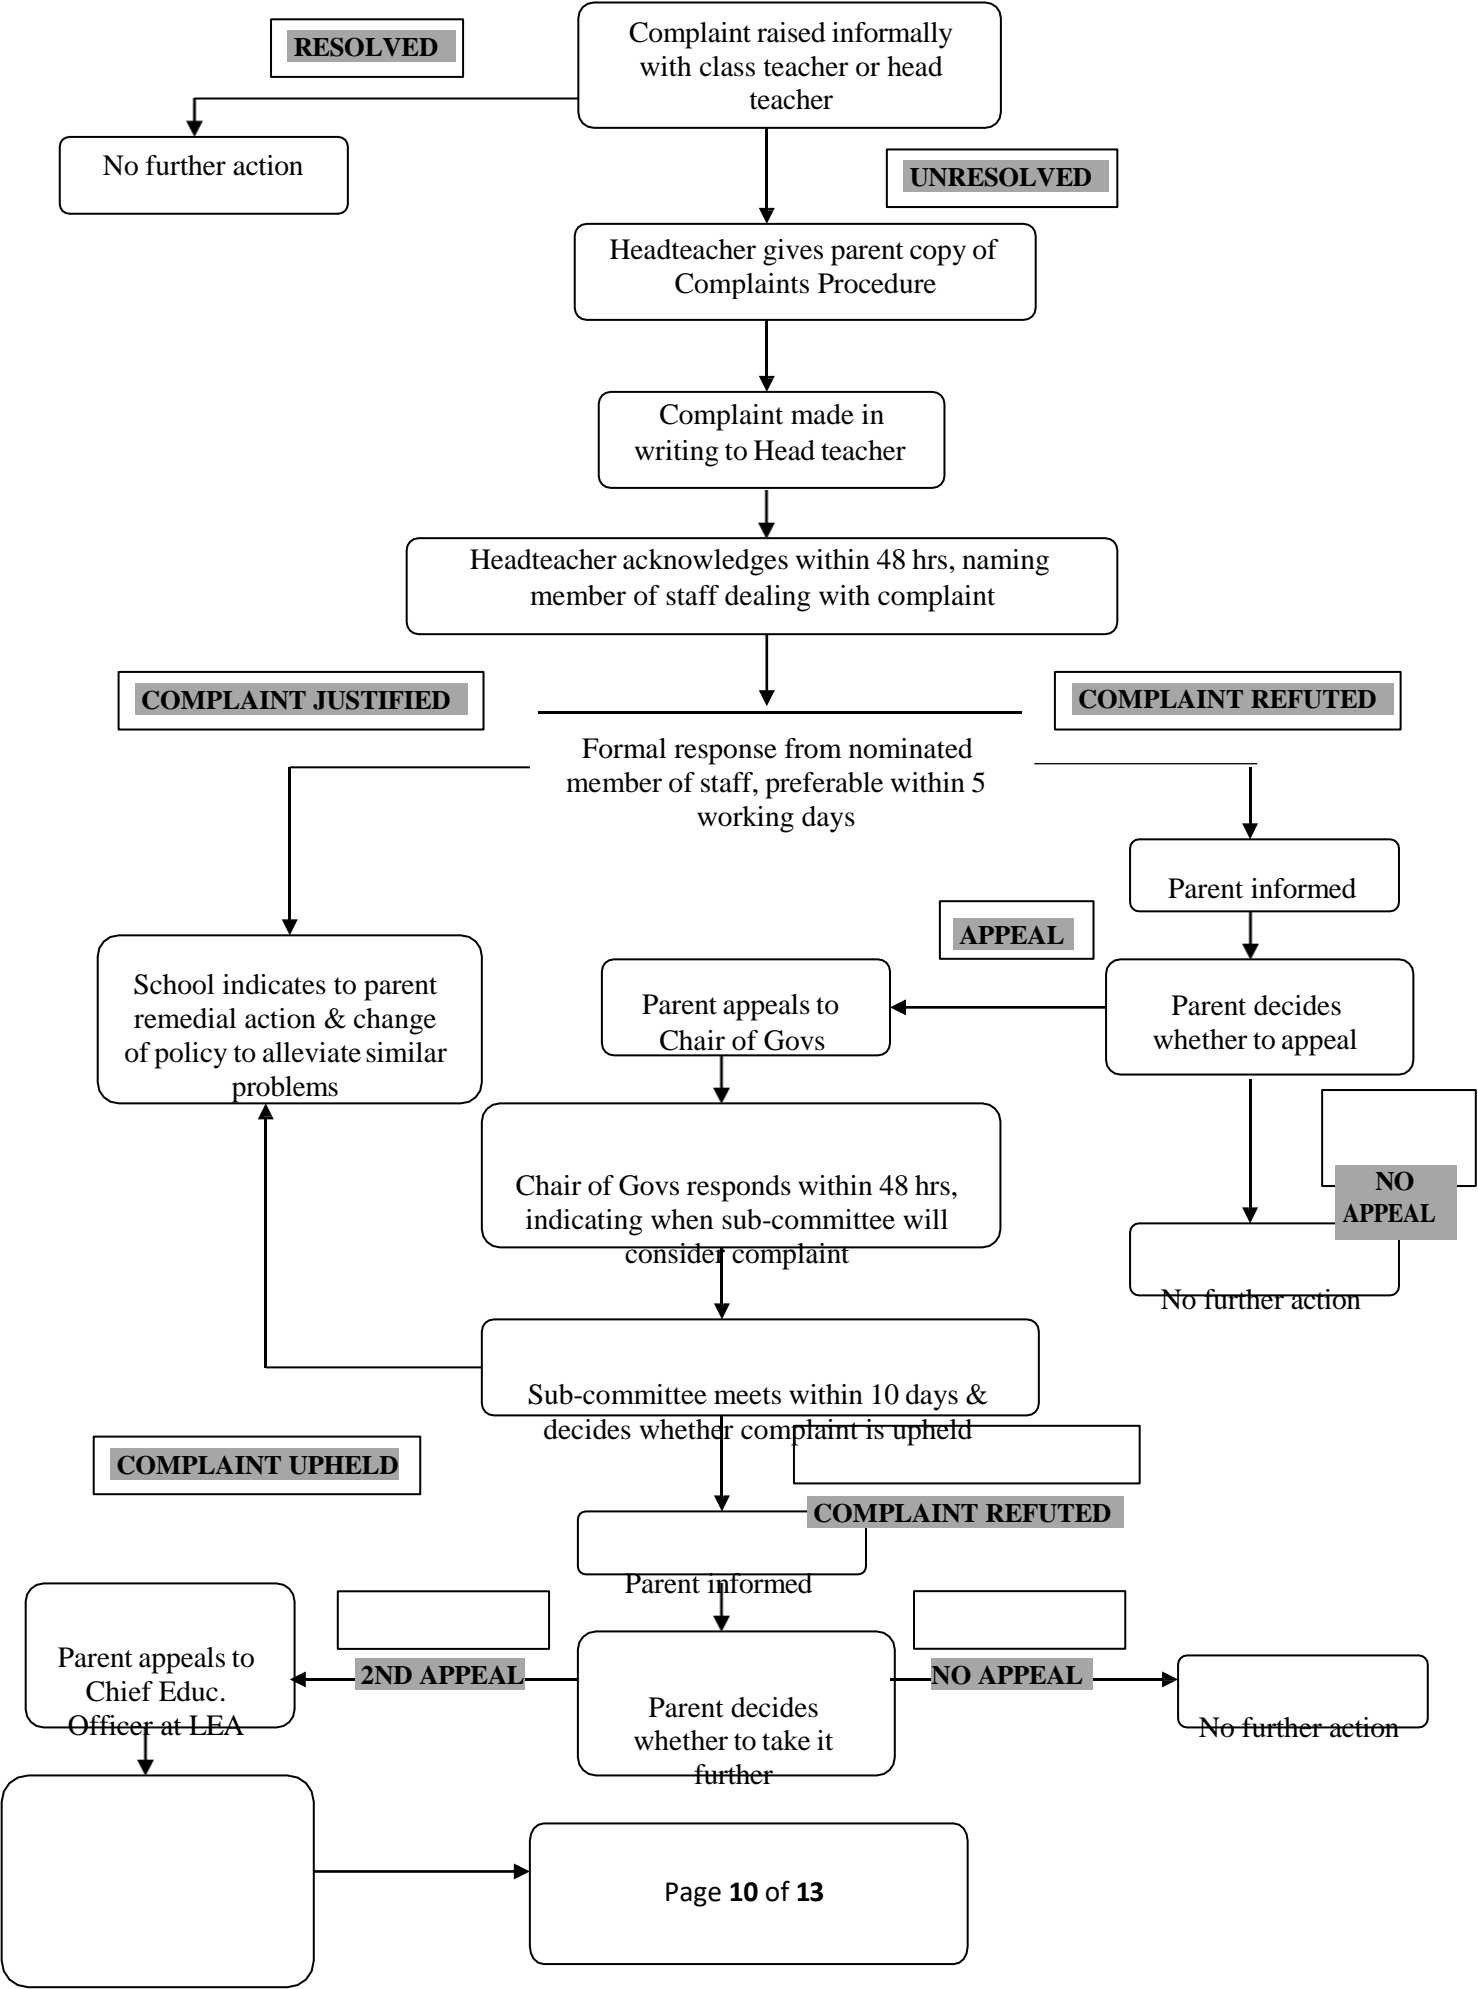 RESOLVED
Complaint raised informally
with class teacher or head
teacher
No further action
UNRESOLVED
Headteacher gives parent copy of
Complaints Procedure
Complaint made in
writing to Head teacher
Headteacher acknowledges within 48 hrs, naming
member of staff dealing with complaint
COMPLAINT JUSTIFIED
COMPLAINT REFUTED
Formal response from nominated
member of staff, preferable within 5
working days
Parent informed
APPEAL
School indicates to parent
remedial action & change
of policy to alleviate similar
problems
Parent appeals to
Chair of Govs
Parent decides
whether to appeal
Chair of Govs responds within 48 hrs,
indicating when sub-committee will
consider complaint
NO
APPEAL
No further action
Sub-committee meets within 10 days &
decides whether complaint is upheld
COMPLAINT UPHELD
COMPLAINT REFUTED
Parent informed
Parent appeals to
Chief Educ.
Officer at LEA
2ND APPEAL
Parent decides
whether to take it
further
NO APPEAL
No further action
Page 10 of 13